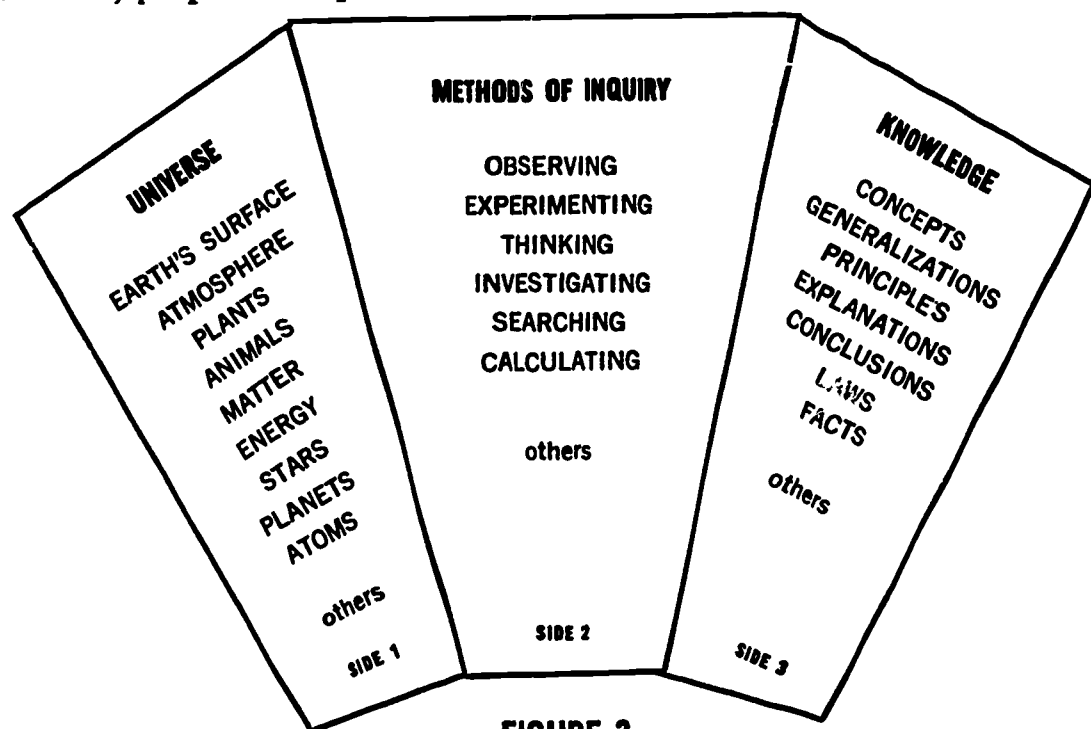 UNIVERSE
EARTH'S SURFACE
ATMOSPHERE
PLANTS
ANIMALS
MATTER
ENERGY
STARS
PLANETS
ATOMS
others
SIDE 1
METHODS OF INQUIRY
OBSERVING
EXPERIMENTING
THINKING
INVESTIGATING
SEARCHING
CALCULATING
others
SIDE 2
KNOWLEDGE
CONCEPTS
GENERALIZATIONS
PRINCIPLES
EXPLANATIONS
CONCLUSIONS
LAWS
FACTS
others
SIDE 3